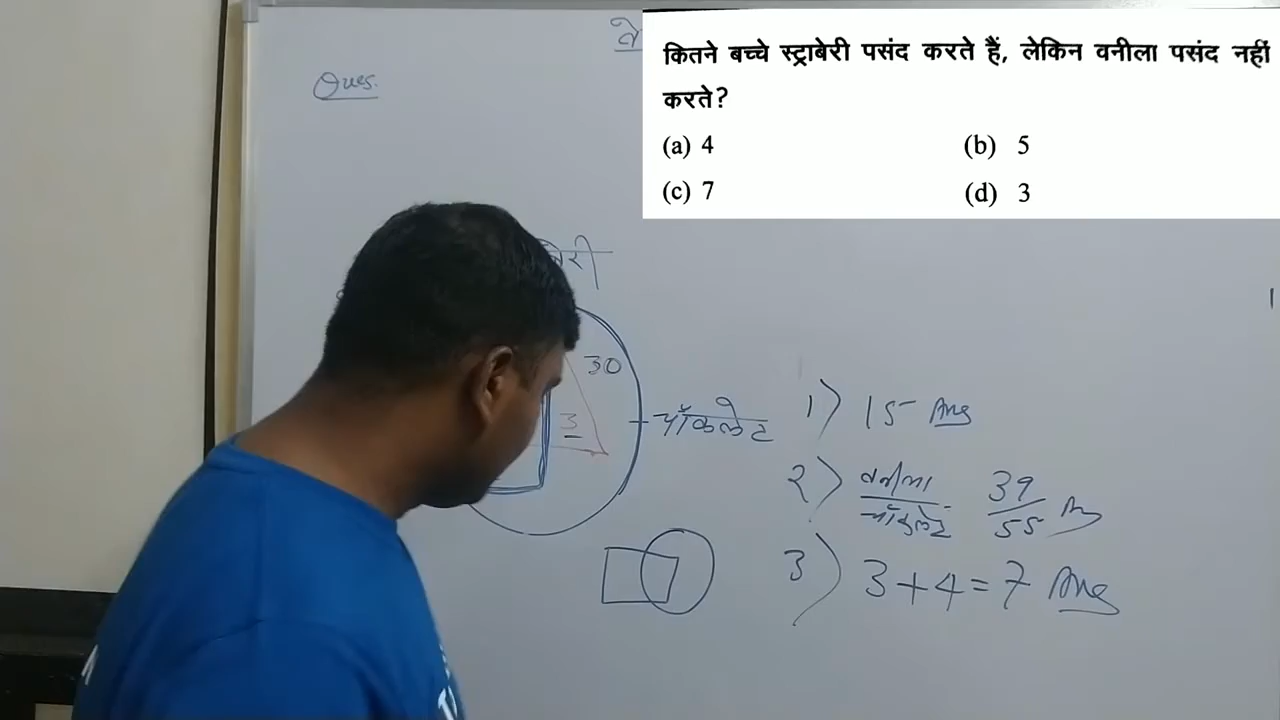 Ques.
कितने बच्चे स्ट्राबेरी पसंद करते हैं, लेकिन वनीला पसंद नहीं
करते?
(a) 4 (b) 5
(c) 7 (d) 3
30
3
चॉकलेट
1) 15 Ans
2) वनीला 39
चॉकलेट 55 An
3) 3+4=7 Ans